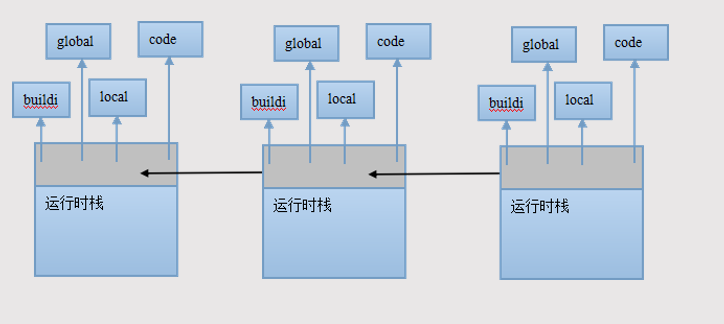 global
code
buildi
local
运行时栈
global
code
buildi
local
运行时栈
global
code
buildi
local
运行时栈